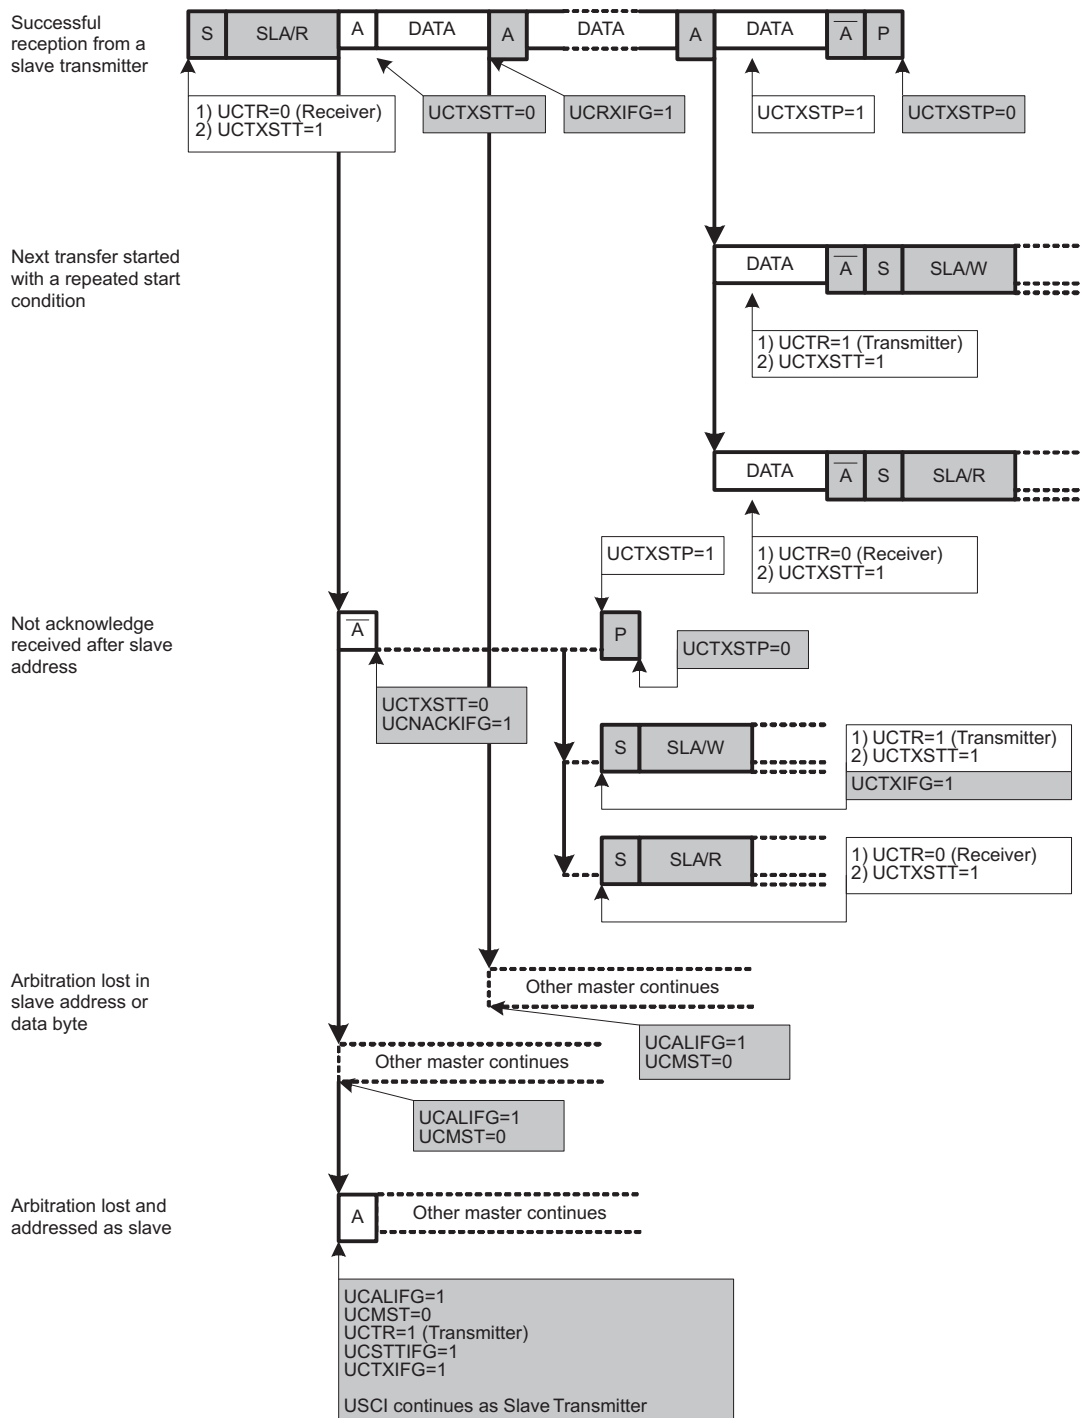 Successful
reception from a
slave transmitter
S SLA/R A DATA A DATA A DATA A P
1) UCTR=0 (Receiver)
2) UCTXSTT=1
UCTXSTT=0
UCRXIFG=1
UCTXSTP=1
UCTXSTP=0
Next transfer started
with a repeated start
condition
DATA A S SLA/W
1) UCTR=1 (Transmitter)
2) UCTXSTT=1
DATA A S SLA/R
1) UCTR=0 (Receiver)
2) UCTXSTT=1
UCTXSTP=1
Not acknowledge
received after slave
address
A
P
UCTXSTP=0
UCTXSTT=0
UCNACKIFG=1
S SLA/W
1) UCTR=1 (Transmitter)
2) UCTXSTT=1
UCTXIFG=1
S SLA/R
1) UCTR=0 (Receiver)
2) UCTXSTT=1
Arbitration lost in
slave address or
data byte
Other master continues
UCALIFG=1
UCMST=0
Other master continues
UCALIFG=1
UCMST=0
Arbitration lost and
addressed as slave
A Other master continues
UCALIFG=1
UCMST=0
UCTR=1 (Transmitter)
UCSTTIFG=1
UCTXIFG=1
USCI continues as Slave Transmitter